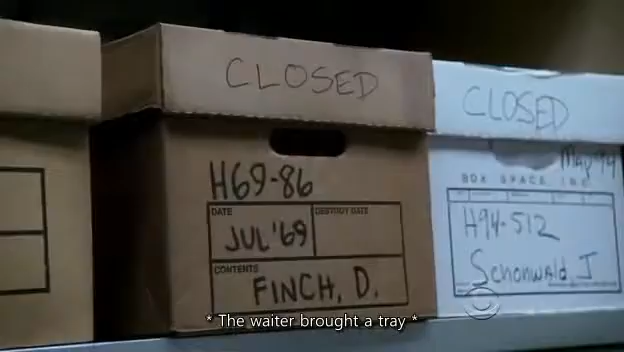 CLOSED
H69-86
DATE
DESTROY DATE
JUL '69
CONTENTS
FINCH, D.
CLOSED
May '94
BOX SPACE INC
H94-512
Schonwald J
* The waiter brought a tray *